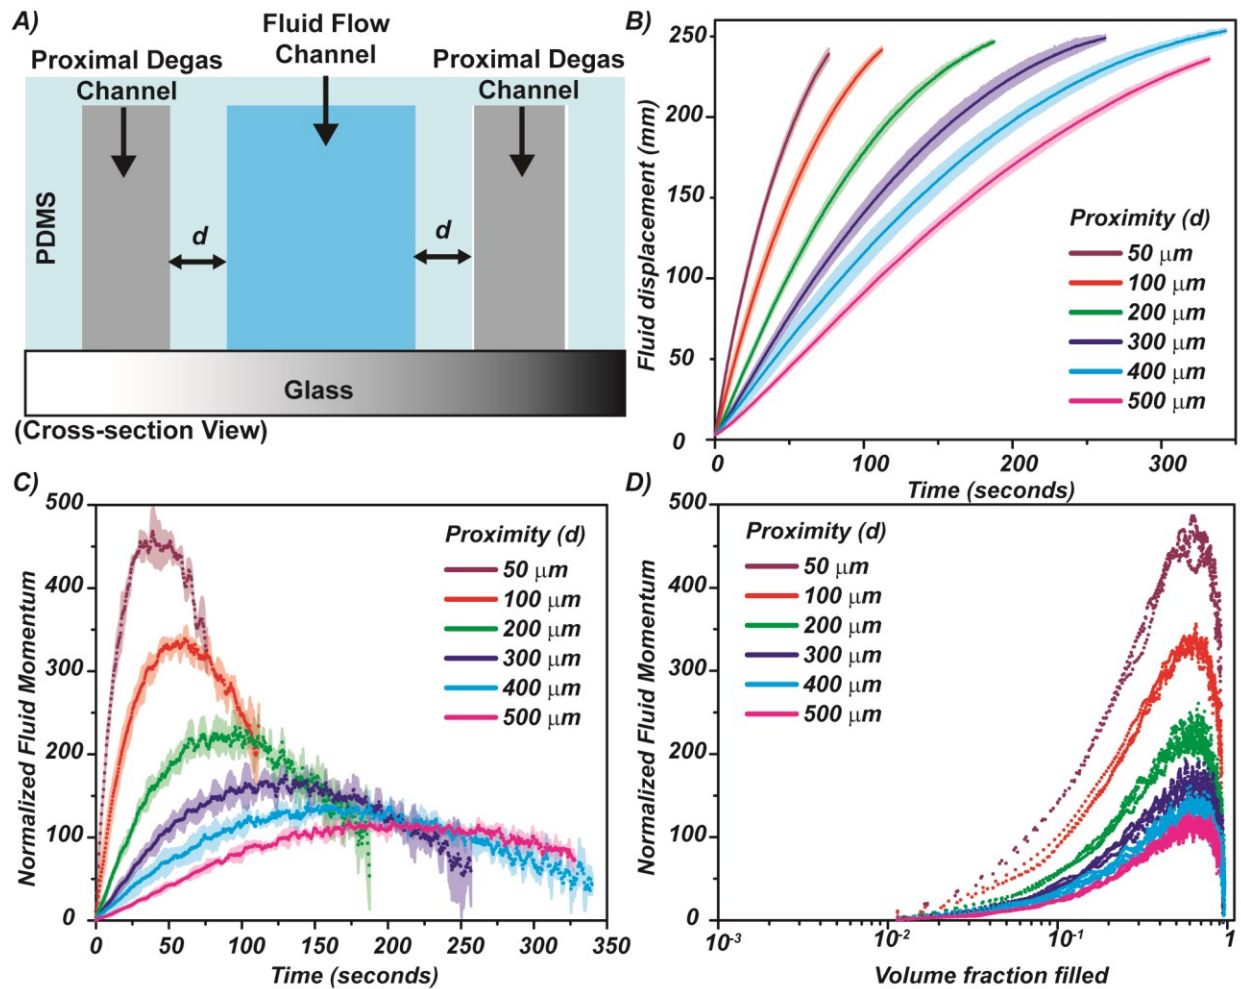 A)
Fluid Flow
Channel
Proximal Degas
Channel
Proximal Degas
Channel
PDMS
d
d
Glass
(Cross-section View)
B)
Fluid displacement (mm)
250
200
150
100
50
0
0 100 200 300
Time (seconds)
Proximity (d)
50 μm
100 μm
200 μm
300 μm
400 μm
500 μm
C)
Normalized Fluid Momentum
500
400
300
200
100
0
0 50 100 150 200 250 300 350
Time (seconds)
Proximity (d)
50 μm
100 μm
200 μm
300 μm
400 μm
500 μm
D)
Normalized Fluid Momentum
500
400
300
200
100
0
10⁻³ 10⁻² 10⁻¹ 1
Volume fraction filled
Proximity (d)
50 μm
100 μm
200 μm
300 μm
400 μm
500 μm